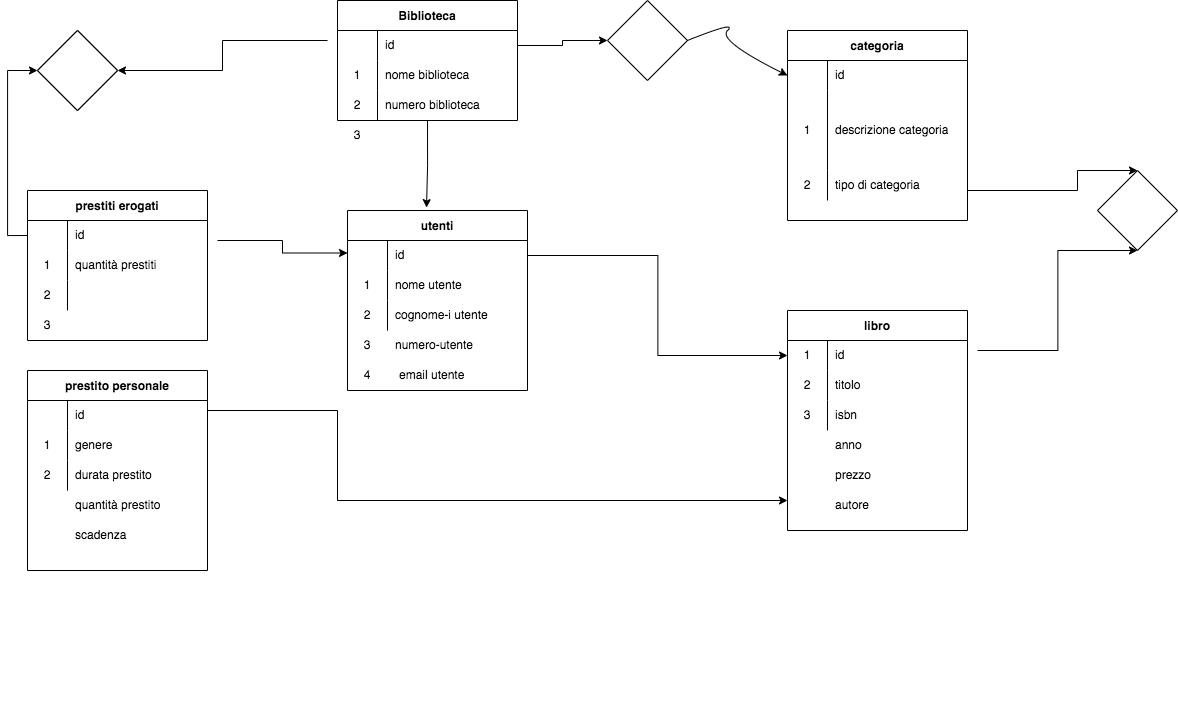 Biblioteca
id
1 nome biblioteca
2 numero biblioteca
3
categoria
id
1 descrizione categoria
2 tipo di categoria
prestiti erogati
id
1 quantità prestiti
2
3
utenti
id
1 nome utente
2 cognome-i utente
3 numero-utente
4 email utente
libro
1 id
2 titolo
3 isbn
anno
prezzo
autore
prestito personale
id
1 genere
2 durata prestito
quantità prestito
scadenza